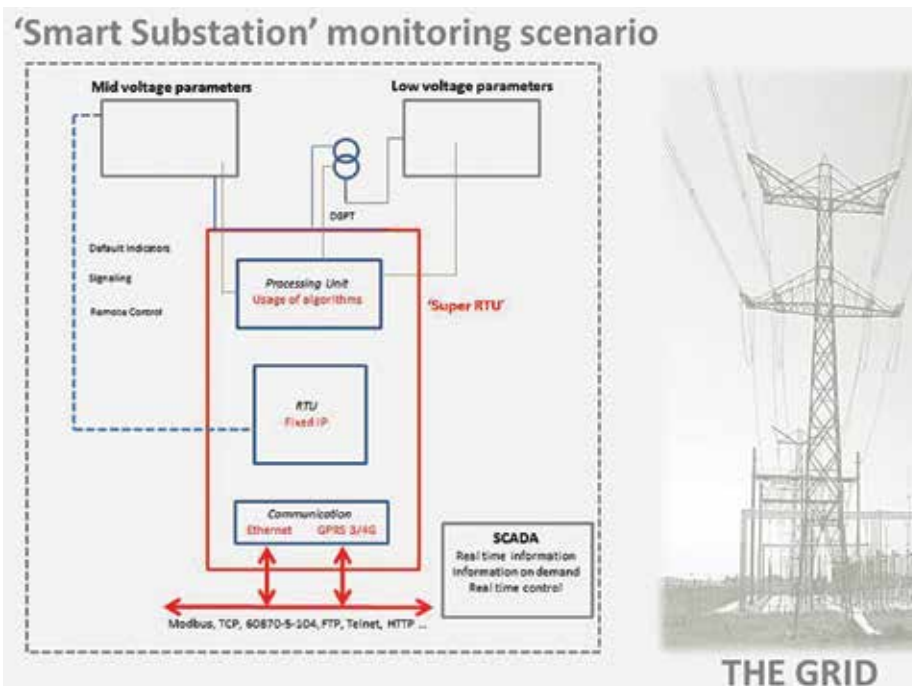 ‘Smart Substation’ monitoring scenario
Mid voltage parameters
Low voltage parameters
DGPT
Default Indicators
Signaling
Remote Control
Processing Unit
Usage of algorithms
‘Super RTU’
RTU
Fixed IP
Communication
Ethernet GPRS 3/4G
SCADA
Real time information
Information on demand
Real time control
Modbus, TCP, 60870-5-104, FTP, Telnet, HTTP ...
THE GRID